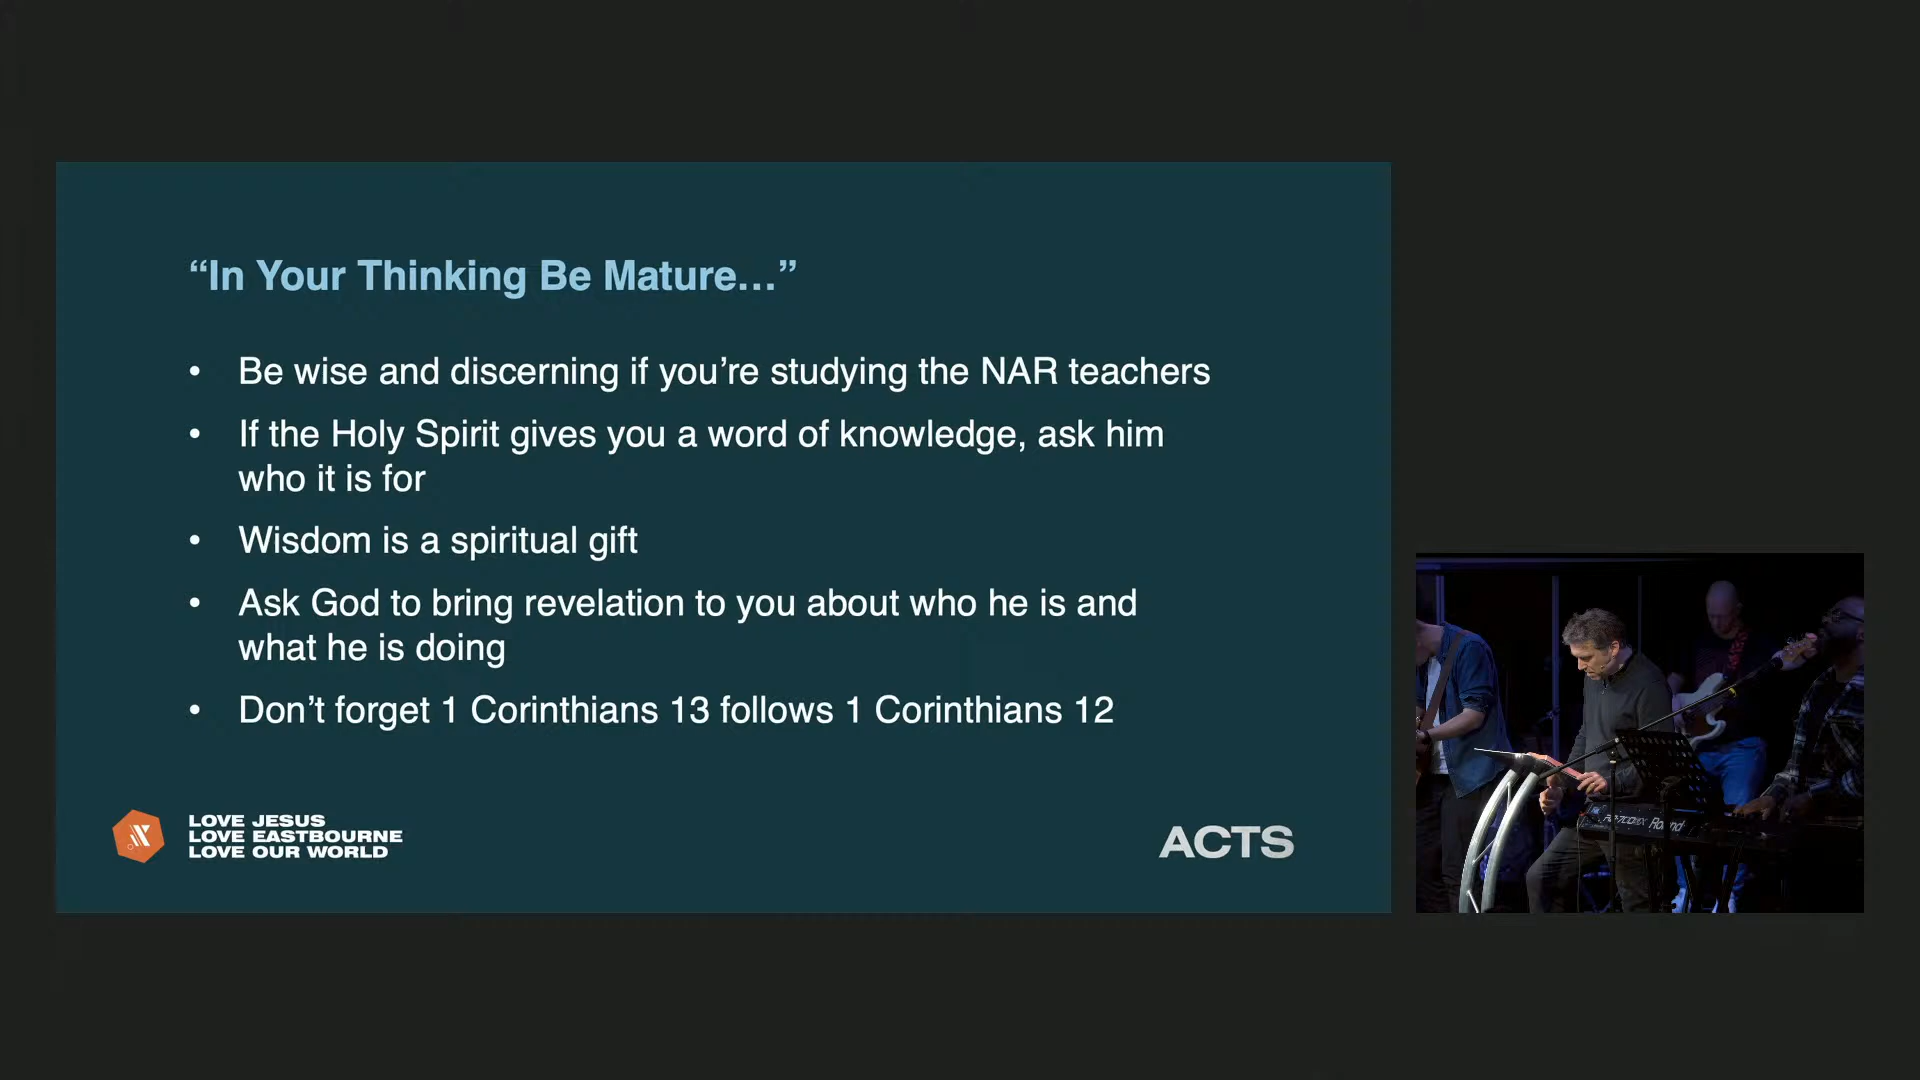 “In Your Thinking Be Mature…”
• Be wise and discerning if you’re studying the NAR teachers
• If the Holy Spirit gives you a word of knowledge, ask him
who it is for
• Wisdom is a spiritual gift
• Ask God to bring revelation to you about who he is and
what he is doing
• Don’t forget 1 Corinthians 13 follows 1 Corinthians 12
LOVE JESUS
LOVE EASTBOURNE
LOVE OUR WORLD
ACTS
Roland